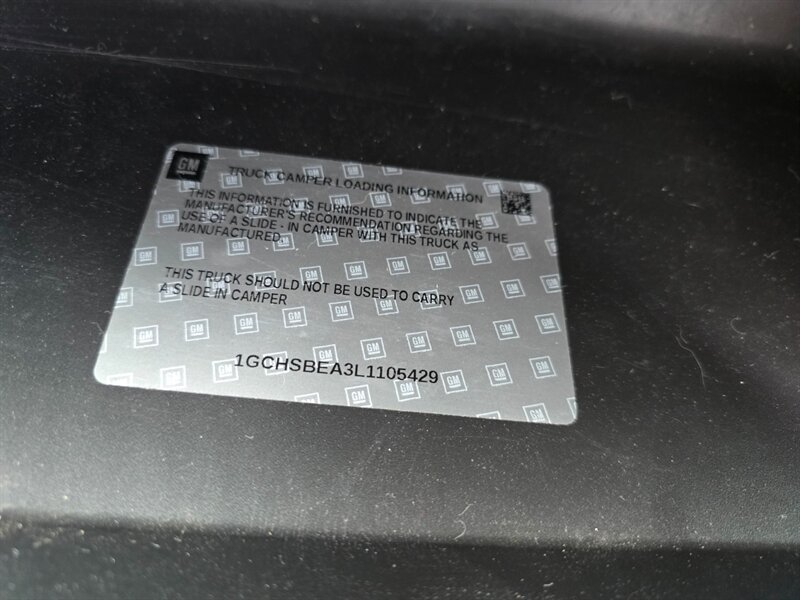 GM
TRUCK CAMPER LOADING INFORMATION
THIS INFORMATION IS FURNISHED TO INDICATE THE
MANUFACTURER'S RECOMMENDATION REGARDING THE
USE OF A SLIDE - IN CAMPER WITH THIS TRUCK AS
MANUFACTURED.
THIS TRUCK SHOULD NOT BE USED TO CARRY
A SLIDE IN CAMPER
1GCHSBEA3L1105429